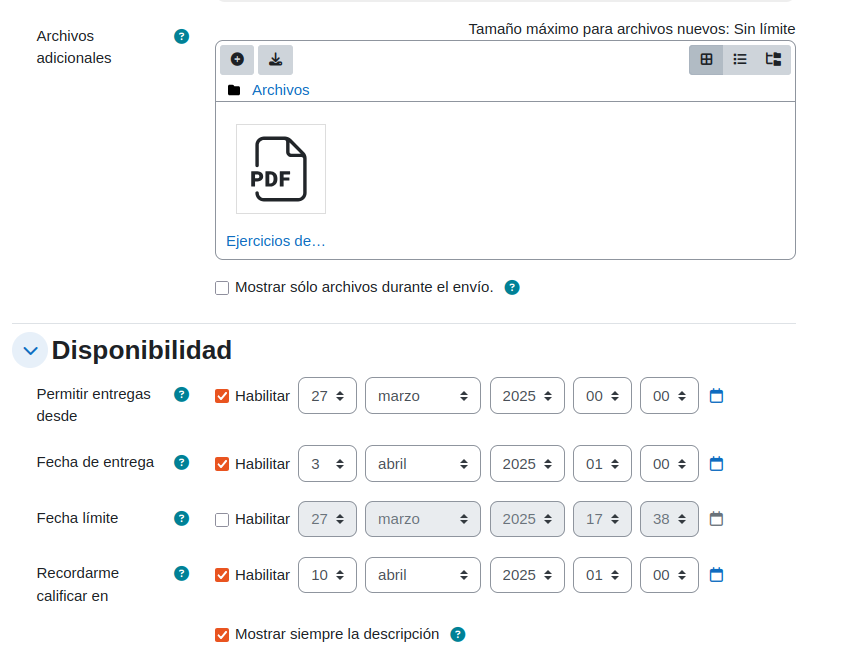 Tamaño máximo para archivos nuevos: Sin límite
Archivos
adicionales
Archivos
PDF
Ejercicios de...
Mostrar sólo archivos durante el envío.
Disponibilidad
Permitir entregas
desde
Habilitar 27 marzo 2025 00 00
Fecha de entrega Habilitar 3 abril 2025 01 00
Fecha límite Habilitar 27 marzo 2025 17 38
Recordarme
calificar en
Habilitar 10 abril 2025 01 00
Mostrar siempre la descripción